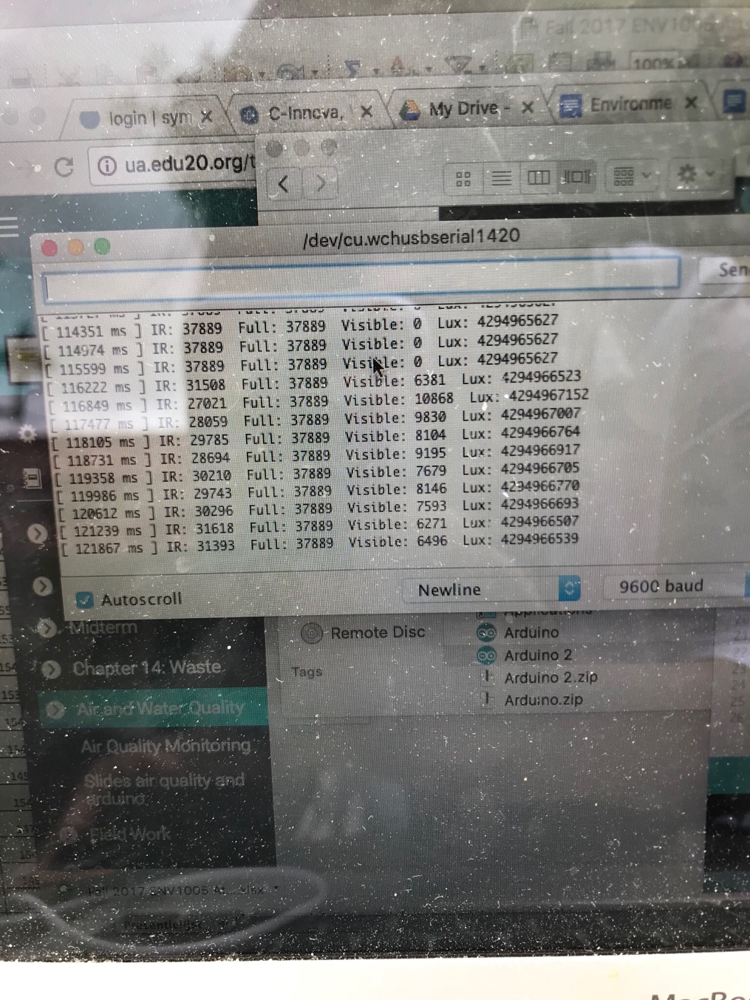 Fall 2017 ENV1005
100%
login | sym
C-Innova,
My Drive -
Environme
ua.edu20.org/t
/dev/cu.wchusbserial1420
Sen
[ 114351 ms ] IR: 37889 Full: 37889 Visible: 0 Lux: 4294965627
[ 114974 ms ] IR: 37889 Full: 37889 Visible: 0 Lux: 4294965627
[ 115599 ms ] IR: 37889 Full: 37889 Visible: 0 Lux: 4294965627
[ 116222 ms ] IR: 31508 Full: 37889 Visible: 6381 Lux: 4294966523
[ 116849 ms ] IR: 27021 Full: 37889 Visible: 10868 Lux: 4294967152
[ 117477 ms ] IR: 28059 Full: 37889 Visible: 9830 Lux: 4294967007
[ 118105 ms ] IR: 29785 Full: 37889 Visible: 8104 Lux: 4294966764
[ 118731 ms ] IR: 28694 Full: 37889 Visible: 9195 Lux: 4294966917
[ 119358 ms ] IR: 30210 Full: 37889 Visible: 7679 Lux: 4294966705
[ 119986 ms ] IR: 29743 Full: 37889 Visible: 8146 Lux: 4294966770
[ 120612 ms ] IR: 30296 Full: 37889 Visible: 7593 Lux: 4294966693
[ 121239 ms ] IR: 31618 Full: 37889 Visible: 6271 Lux: 4294966507
[ 121867 ms ] IR: 31393 Full: 37889 Visible: 6496 Lux: 4294966539
Autoscroll
Newline
9600 baud
Applications
Midterm
Remote Disc
Arduino
Arduino 2
Chapter 14: Waste
Tags
Arduino 2.zip
Arduino.zip
Air and Water Quality
Air Quality Monitoring
Slides air quality and
arduino
Field Work
Fall 2017 ENV1005 At....xlsx
MacBo